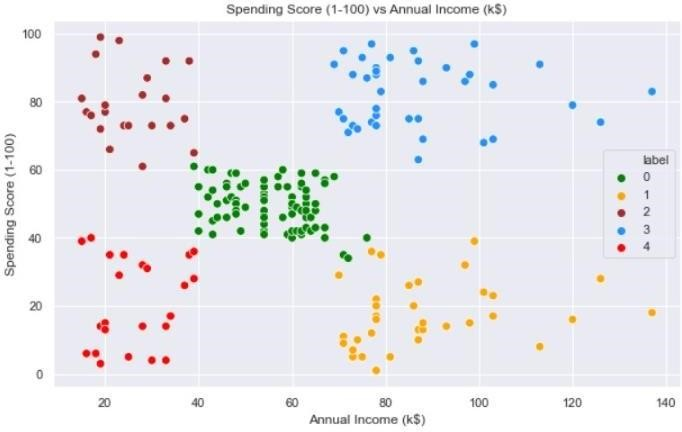 Spending Score (1-100) vs Annual Income (k$)
Spending Score (1-100)
100
80
60
40
20
0
label
0
1
2
3
4
20 40 60 80 100 120 140
Annual Income (k$)